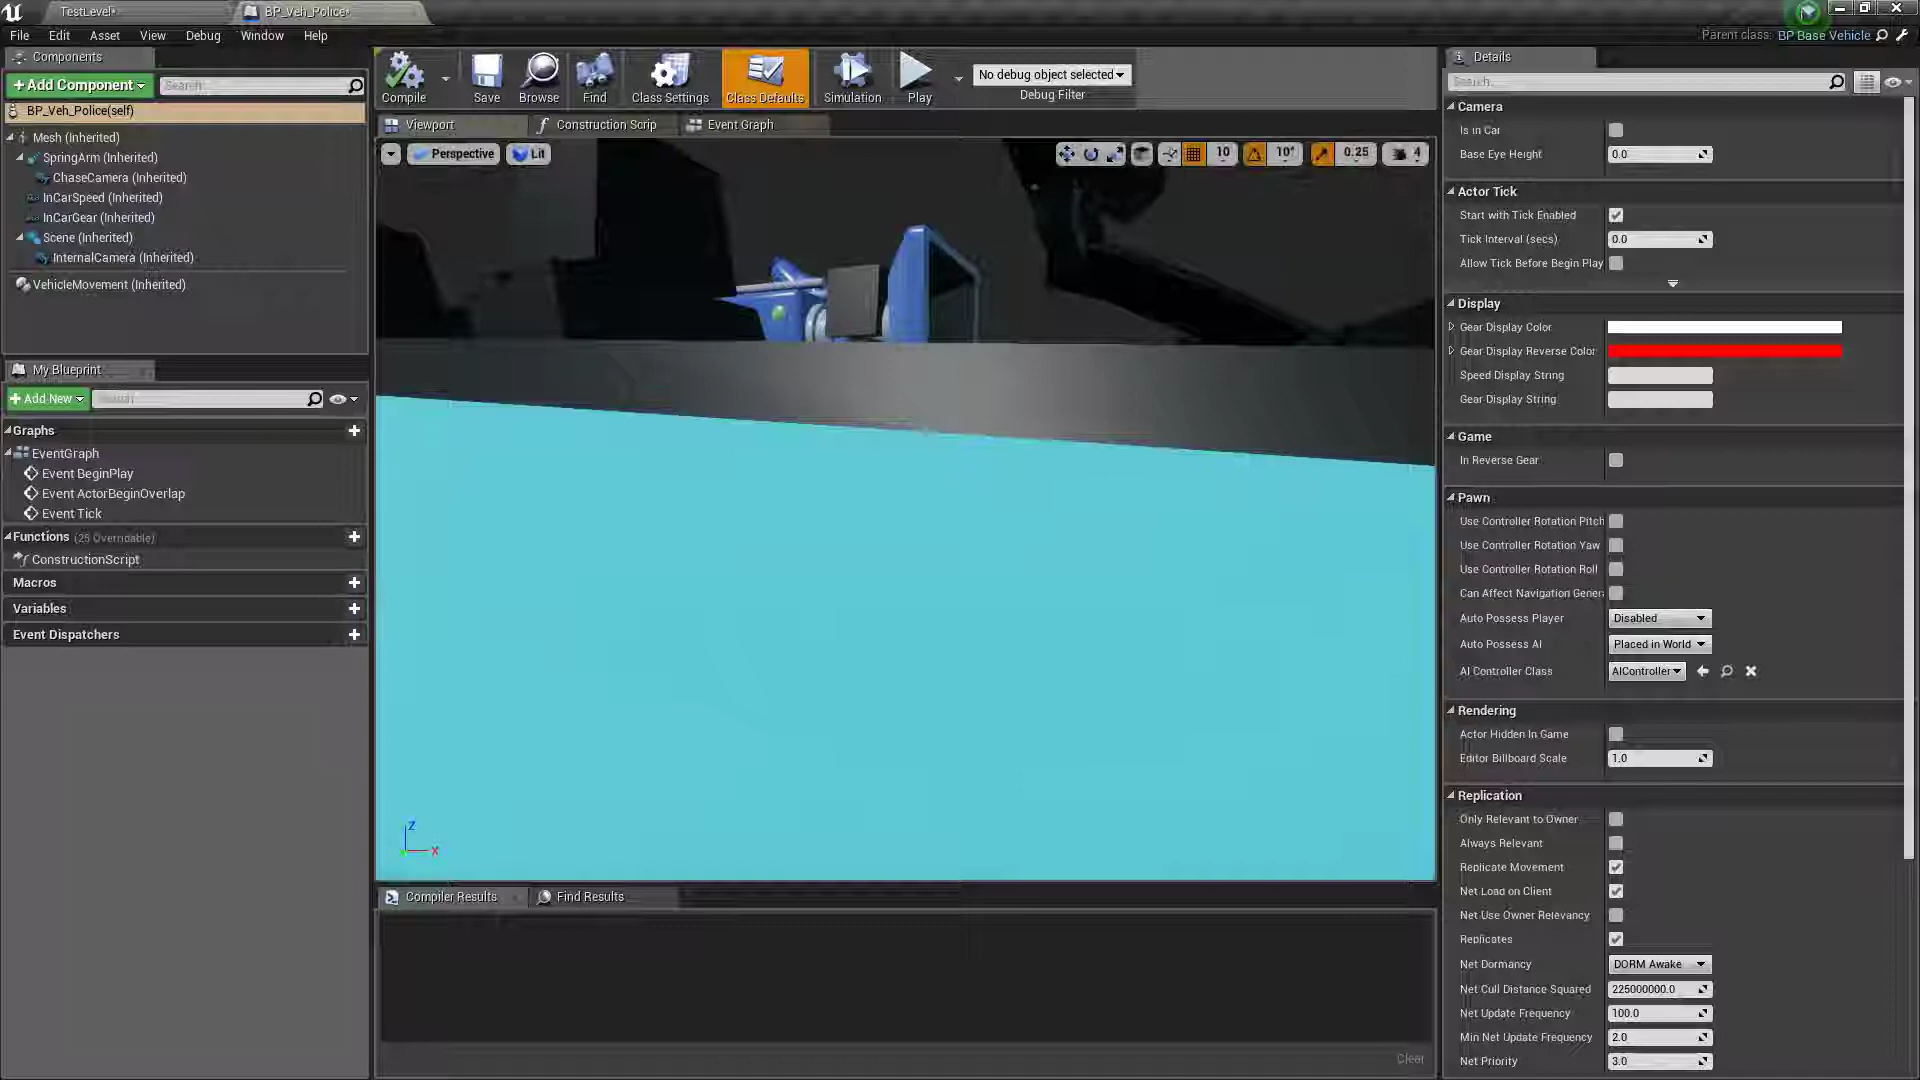 TestLevel*
BP_Veh_Police*
File Edit Asset View Debug Window Help
Parent class: BP Base Vehicle
Components
+Add Component
Search...
BP_Veh_Police(self)
Mesh (Inherited)
SpringArm (Inherited)
ChaseCamera (Inherited)
InCarSpeed (Inherited)
InCarGear (Inherited)
Scene (Inherited)
InternalCamera (Inherited)
VehicleMovement (Inherited)
My Blueprint
+Add New
Search
Graphs
EventGraph
Event BeginPlay
Event ActorBeginOverlap
Event Tick
Functions (25 Overridable)
ConstructionScript
Macros
Variables
Event Dispatchers
Compile Save Browse Find Class Settings Class Defaults Simulation Play
No debug object selected
Debug Filter
Viewport
Construction Scrip
Event Graph
Perspective
Lit
10
10°
0.25
4
Z
X
Compiler Results
Find Results
Clear
Details
Search...
Camera
Is in Car
Base Eye Height 0.0
Actor Tick
Start with Tick Enabled
Tick Interval (secs) 0.0
Allow Tick Before Begin Play
Display
Gear Display Color
Gear Display Reverse Color
Speed Display String
Gear Display String
Game
In Reverse Gear
Pawn
Use Controller Rotation Pitch
Use Controller Rotation Yaw
Use Controller Rotation Roll
Can Affect Navigation Genera
Auto Possess Player Disabled
Auto Possess AI Placed in World
AI Controller Class AIController
Rendering
Actor Hidden In Game
Editor Billboard Scale 1.0
Replication
Only Relevant to Owner
Always Relevant
Replicate Movement
Net Load on Client
Net Use Owner Relevancy
Replicates
Net Dormancy DORM Awake
Net Cull Distance Squared 225000000.0
Net Update Frequency 100.0
Min Net Update Frequency 2.0
Net Priority 3.0